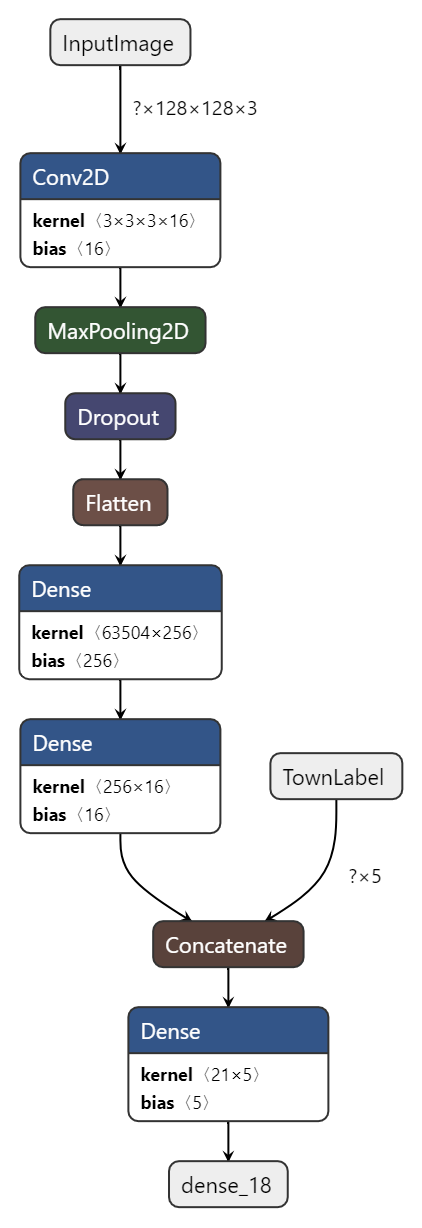 InputImage
?×128×128×3
Conv2D
kernel 〈3×3×3×16〉
bias 〈16〉
MaxPooling2D
Dropout
Flatten
Dense
kernel 〈63504×256〉
bias 〈256〉
Dense
kernel 〈256×16〉
bias 〈16〉
TownLabel
?×5
Concatenate
Dense
kernel 〈21×5〉
bias 〈5〉
dense_18